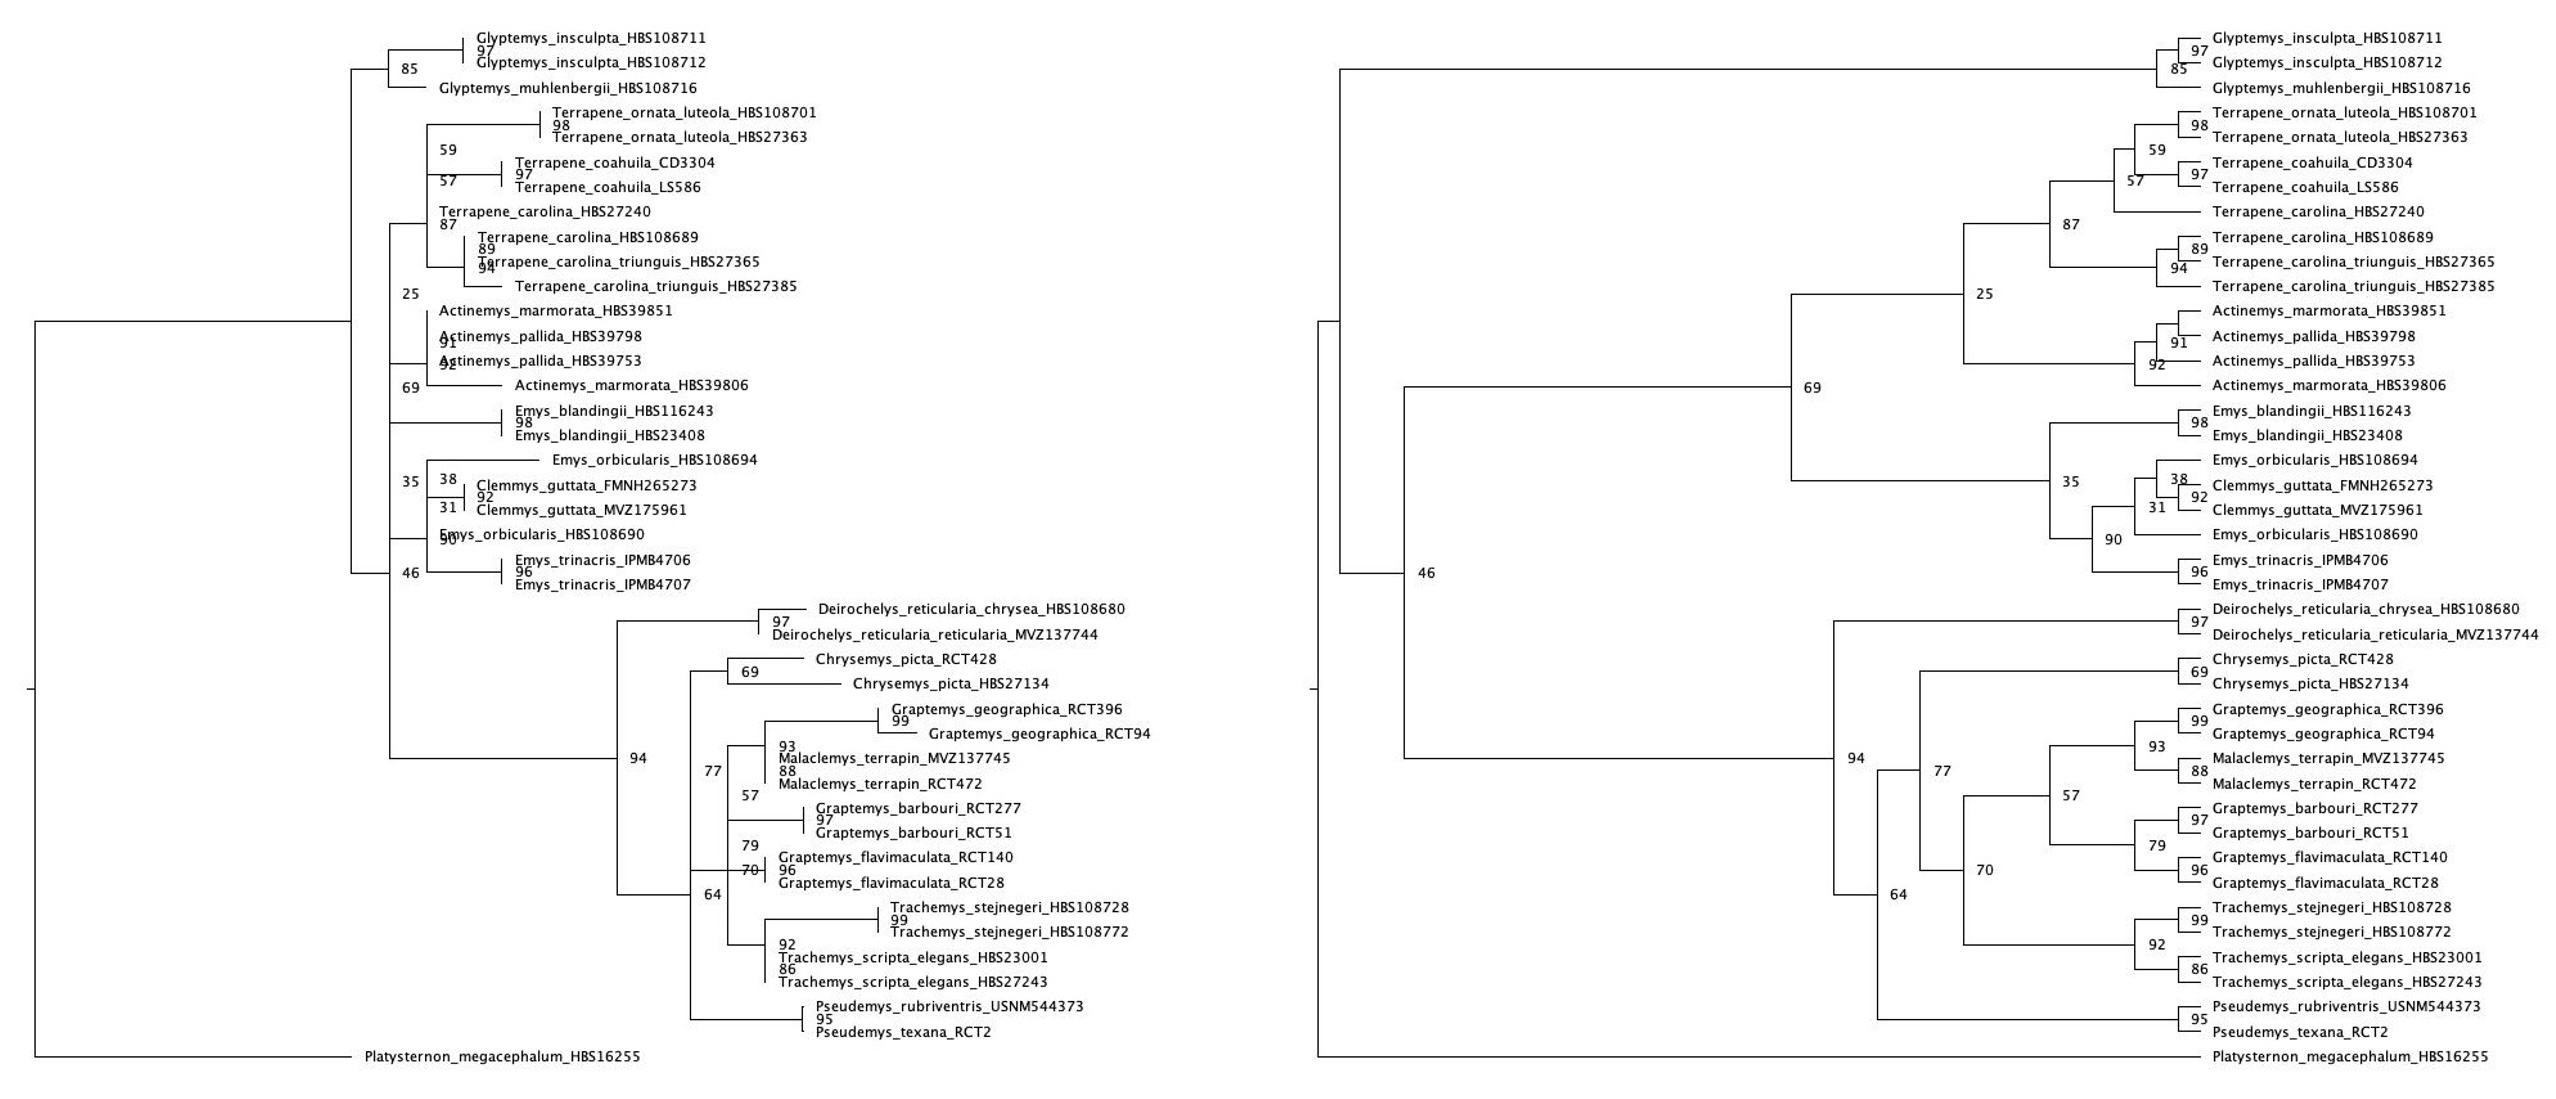 Glyptemys_insculpta_HBS108711
97
Glyptemys_insculpta_HBS108712
85
Glyptemys_muhlenbergii_HBS108716
Terrapene_ornata_luteola_HBS108701
98
Terrapene_ornata_luteola_HBS27363
59
Terrapene_coahuila_CD3304
97
57
Terrapene_coahuila_LS586
Terrapene_carolina_HBS27240
87
Terrapene_carolina_HBS108689
89
Terrapene_carolina_triunguis_HBS27365
94
Terrapene_carolina_triunguis_HBS27385
25
Actinemys_marmorata_HBS39851
Actinemys_pallida_HBS39798
91
Actinemys_pallida_HBS39753
92
Actinemys_marmorata_HBS39806
69
Emys_blandingii_HBS116243
98
Emys_blandingii_HBS23408
Emys_orbicularis_HBS108694
35
38
Clemmys_guttata_FMNH265273
92
31
Clemmys_guttata_MVZ175961
Emys_orbicularis_HBS108690
90
Emys_trinacris_IPMB4706
96
46
Emys_trinacris_IPMB4707
Deirochelys_reticularia_chrysea_HBS108680
97
Deirochelys_reticularia_reticularia_MVZ137744
Chrysemys_picta_RCT428
69
Chrysemys_picta_HBS27134
Graptemys_geographica_RCT396
99
Graptemys_geographica_RCT94
93
94
Malaclemys_terrapin_MVZ137745
77
88
Malaclemys_terrapin_RCT472
57
Graptemys_barbouri_RCT277
97
Graptemys_barbouri_RCT51
79
Graptemys_flavimaculata_RCT140
70
96
Graptemys_flavimaculata_RCT28
64
Trachemys_stejnegeri_HBS108728
99
Trachemys_stejnegeri_HBS108772
92
Trachemys_scripta_elegans_HBS23001
86
Trachemys_scripta_elegans_HBS27243
Pseudemys_rubriventris_USNM544373
95
Pseudemys_texana_RCT2
Platysternon_megacephalum_HBS16255
Glyptemys_insculpta_HBS108711
97
Glyptemys_insculpta_HBS108712
85
Glyptemys_muhlenbergii_HBS108716
Terrapene_ornata_luteola_HBS108701
98
Terrapene_ornata_luteola_HBS27363
59
Terrapene_coahuila_CD3304
97
57
Terrapene_coahuila_LS586
Terrapene_carolina_HBS27240
87
Terrapene_carolina_HBS108689
89
Terrapene_carolina_triunguis_HBS27365
94
Terrapene_carolina_triunguis_HBS27385
25
Actinemys_marmorata_HBS39851
Actinemys_pallida_HBS39798
91
Actinemys_pallida_HBS39753
92
Actinemys_marmorata_HBS39806
69
Emys_blandingii_HBS116243
98
Emys_blandingii_HBS23408
Emys_orbicularis_HBS108694
35
38
Clemmys_guttata_FMNH265273
92
31
Clemmys_guttata_MVZ175961
Emys_orbicularis_HBS108690
90
Emys_trinacris_IPMB4706
96
46
Emys_trinacris_IPMB4707
Deirochelys_reticularia_chrysea_HBS108680
97
Deirochelys_reticularia_reticularia_MVZ137744
Chrysemys_picta_RCT428
69
Chrysemys_picta_HBS27134
Graptemys_geographica_RCT396
99
Graptemys_geographica_RCT94
93
94
Malaclemys_terrapin_MVZ137745
77
88
Malaclemys_terrapin_RCT472
57
Graptemys_barbouri_RCT277
97
Graptemys_barbouri_RCT51
79
Graptemys_flavimaculata_RCT140
70
96
Graptemys_flavimaculata_RCT28
64
Trachemys_stejnegeri_HBS108728
99
Trachemys_stejnegeri_HBS108772
92
Trachemys_scripta_elegans_HBS23001
86
Trachemys_scripta_elegans_HBS27243
Pseudemys_rubriventris_USNM544373
95
Pseudemys_texana_RCT2
Platysternon_megacephalum_HBS16255